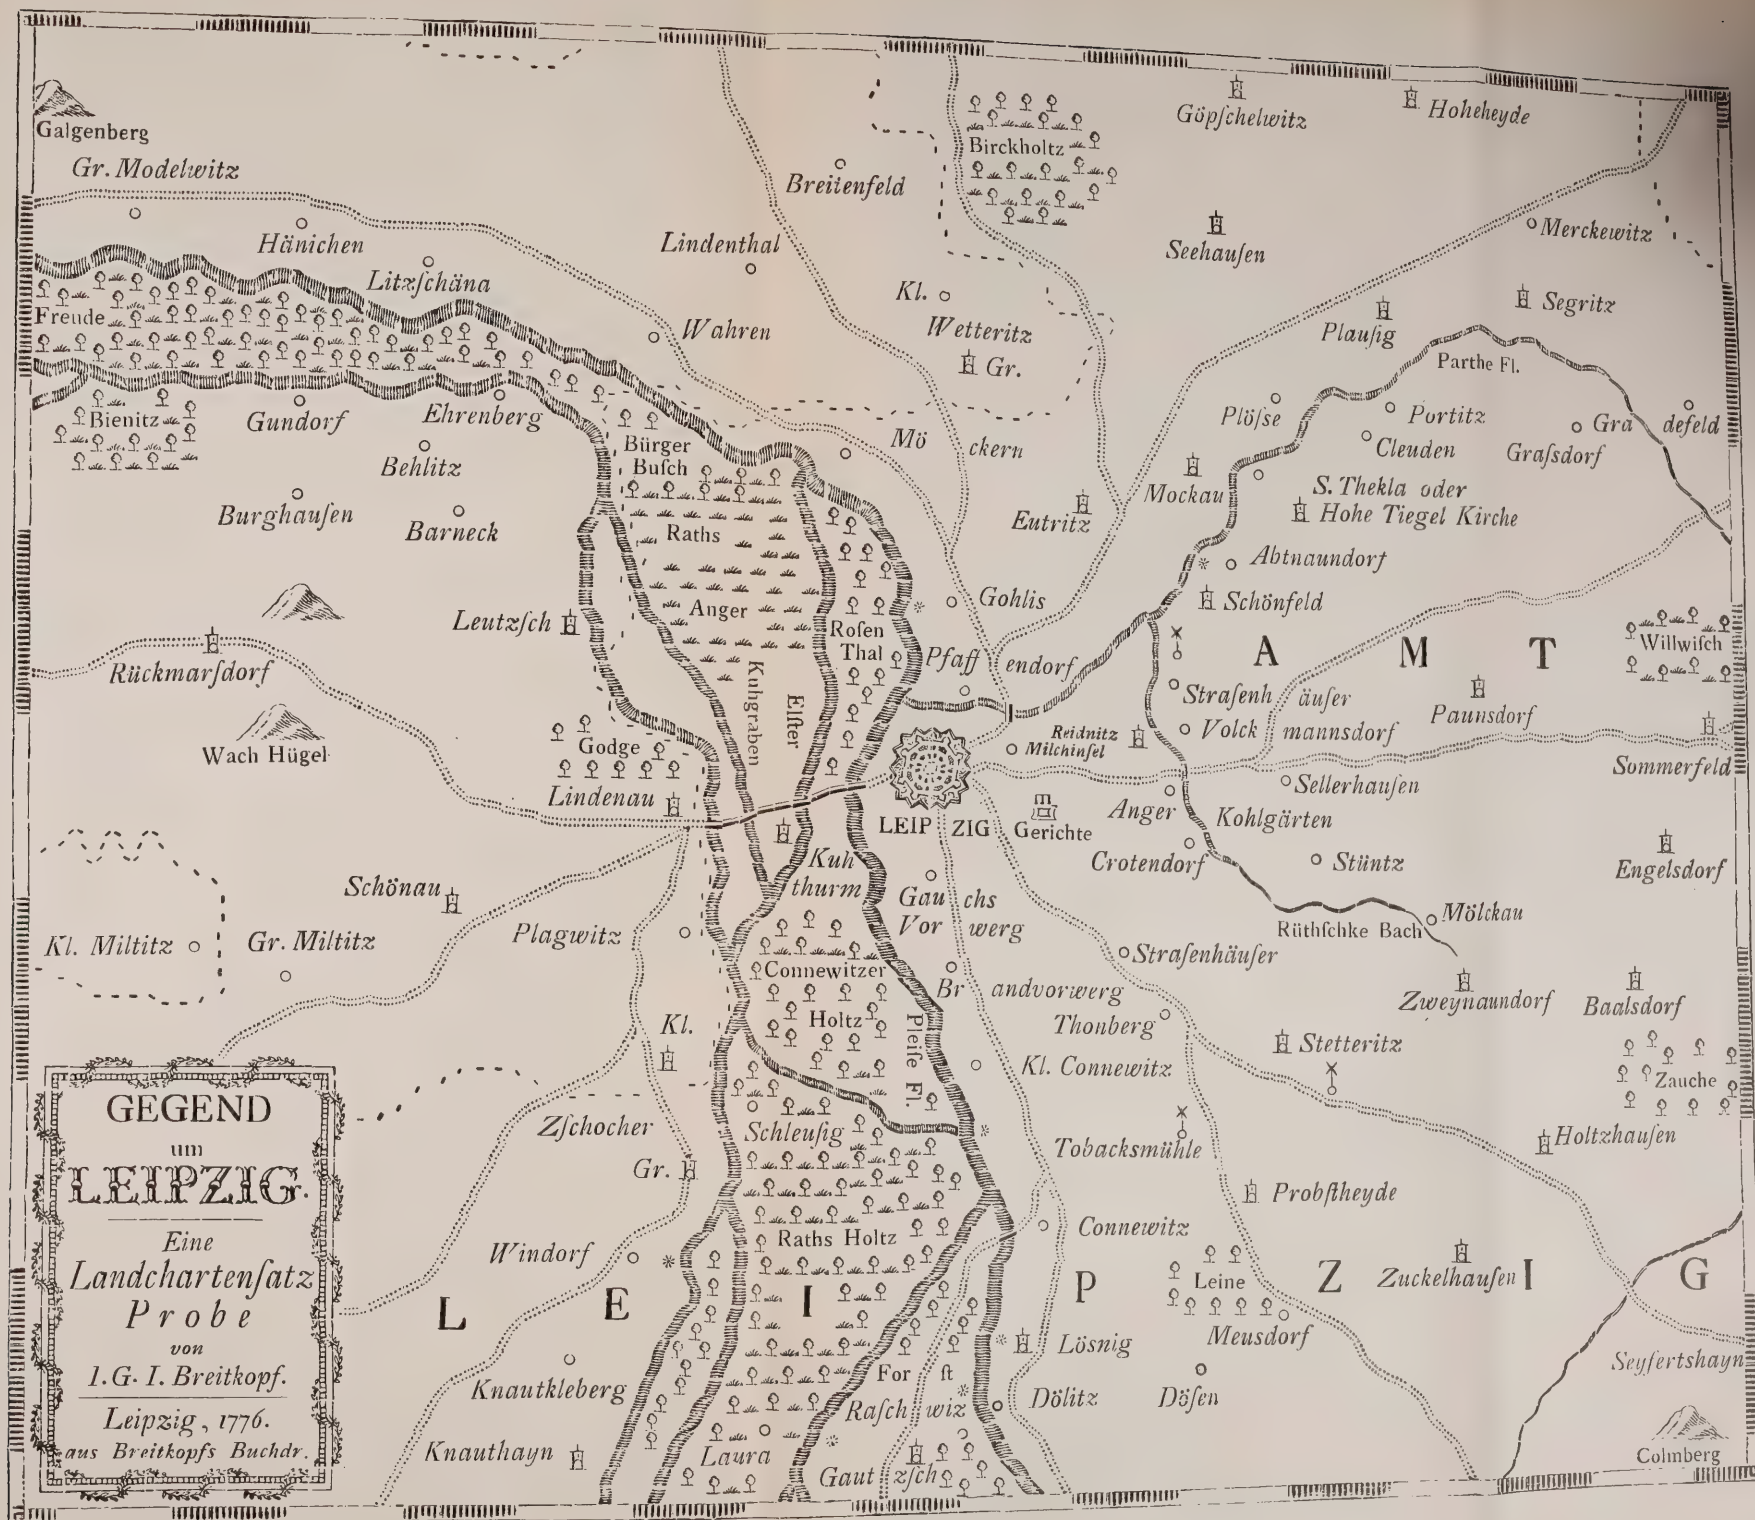 Göpſchelwitz
Hoheheyde
Galgenberg
Birckholtz
Gr. Modelwitz
Breitenfeld
Hänichen
Lindenthal
Seehauſen
Merckewitz
Litzſchäna
Kl.
Wetteritz
Gr.
Freude
Wahren
Plauſig
Segritz
Parthe Fl.
Bienitz
Gundorf
Ehrenberg
Plöſse
Portitz
Gra defeld
Bürger
Buſch
Mö ckern
Cleuden
Graſsdorf
Behlitz
Mockau
S. Thekla oder
Hohe Tiegel Kirche
Burghauſen
Barneck
Raths
Anger
Eutritz
Abtnaundorf
Leutzſch
Gohlis
Schönfeld
Roſen
Thal
A M T
Willwiſch
Rückmarſdorf
Pfaff endorf
Kuhgraben
Elſter
Straſenh äuſer
Paunsdorf
Wach Hügel
Godge
Reidnitz
Milchinſel
Volck mannsdorf
Sommerfeld
Lindenau
Sellerhauſen
LEIP ZIG
Gerichte
Anger
Kohlgärten
Kuh
thurm
Crotendorf
Stüntz
Engelsdorf
Schönau
Gau chs
Vor werg
Mölckau
Rüthſchke Bach
Kl. Miltitz
Gr. Miltitz
Plagwitz
Connewitzer
Holtz
Straſenhäuſer
Br andvorwerg
Zweynaundorf
Baalsdorf
Pleiſe Fl.
Thonberg
Kl.
Stetteritz
Kl. Connewitz
Zauche
Zſchocher
Schleuſig
Tobacksmühle
Holtzhauſen
Gr.
Probſtheyde
Raths Holtz
Connewitz
Windorf
Leine
Zuckelhauſen
L E I P Z I G
Meusdorf
Lösnig
Seyfertshayn
Knautkleberg
For ſt
Raſch wiz
Dölitz
Döſen
Knauthayn
Laura
Gaut zſch
Colmberg
GEGEND
um
LEIPZIG.
Eine
Landchartenſatz
Probe
von
I. G. I. Breitkopf.
Leipzig, 1776.
aus Breitkopfs Buchdr.